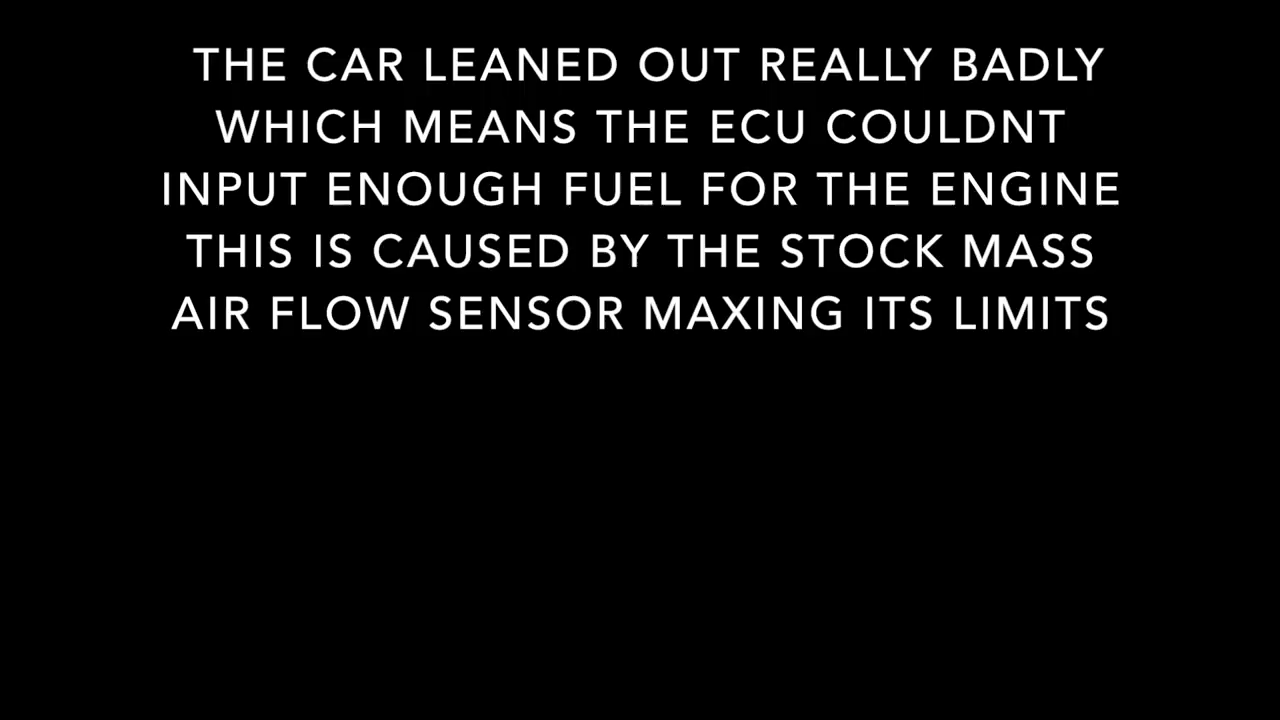 THE CAR LEANED OUT REALLY BADLY
WHICH MEANS THE ECU COULDNT
INPUT ENOUGH FUEL FOR THE ENGINE
THIS IS CAUSED BY THE STOCK MASS
AIR FLOW SENSOR MAXING ITS LIMITS